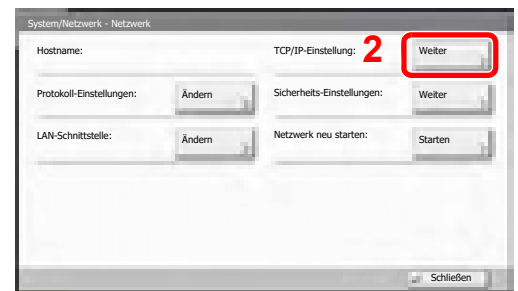 System/Netzwerk - Netzwerk
Hostname:
TCP/IP-Einstellung: 2 Weiter
Protokoll-Einstellungen: Ändern
Sicherheits-Einstellungen: Weiter
LAN-Schnittstelle: Ändern
Netzwerk neu starten: Starten
Schließen